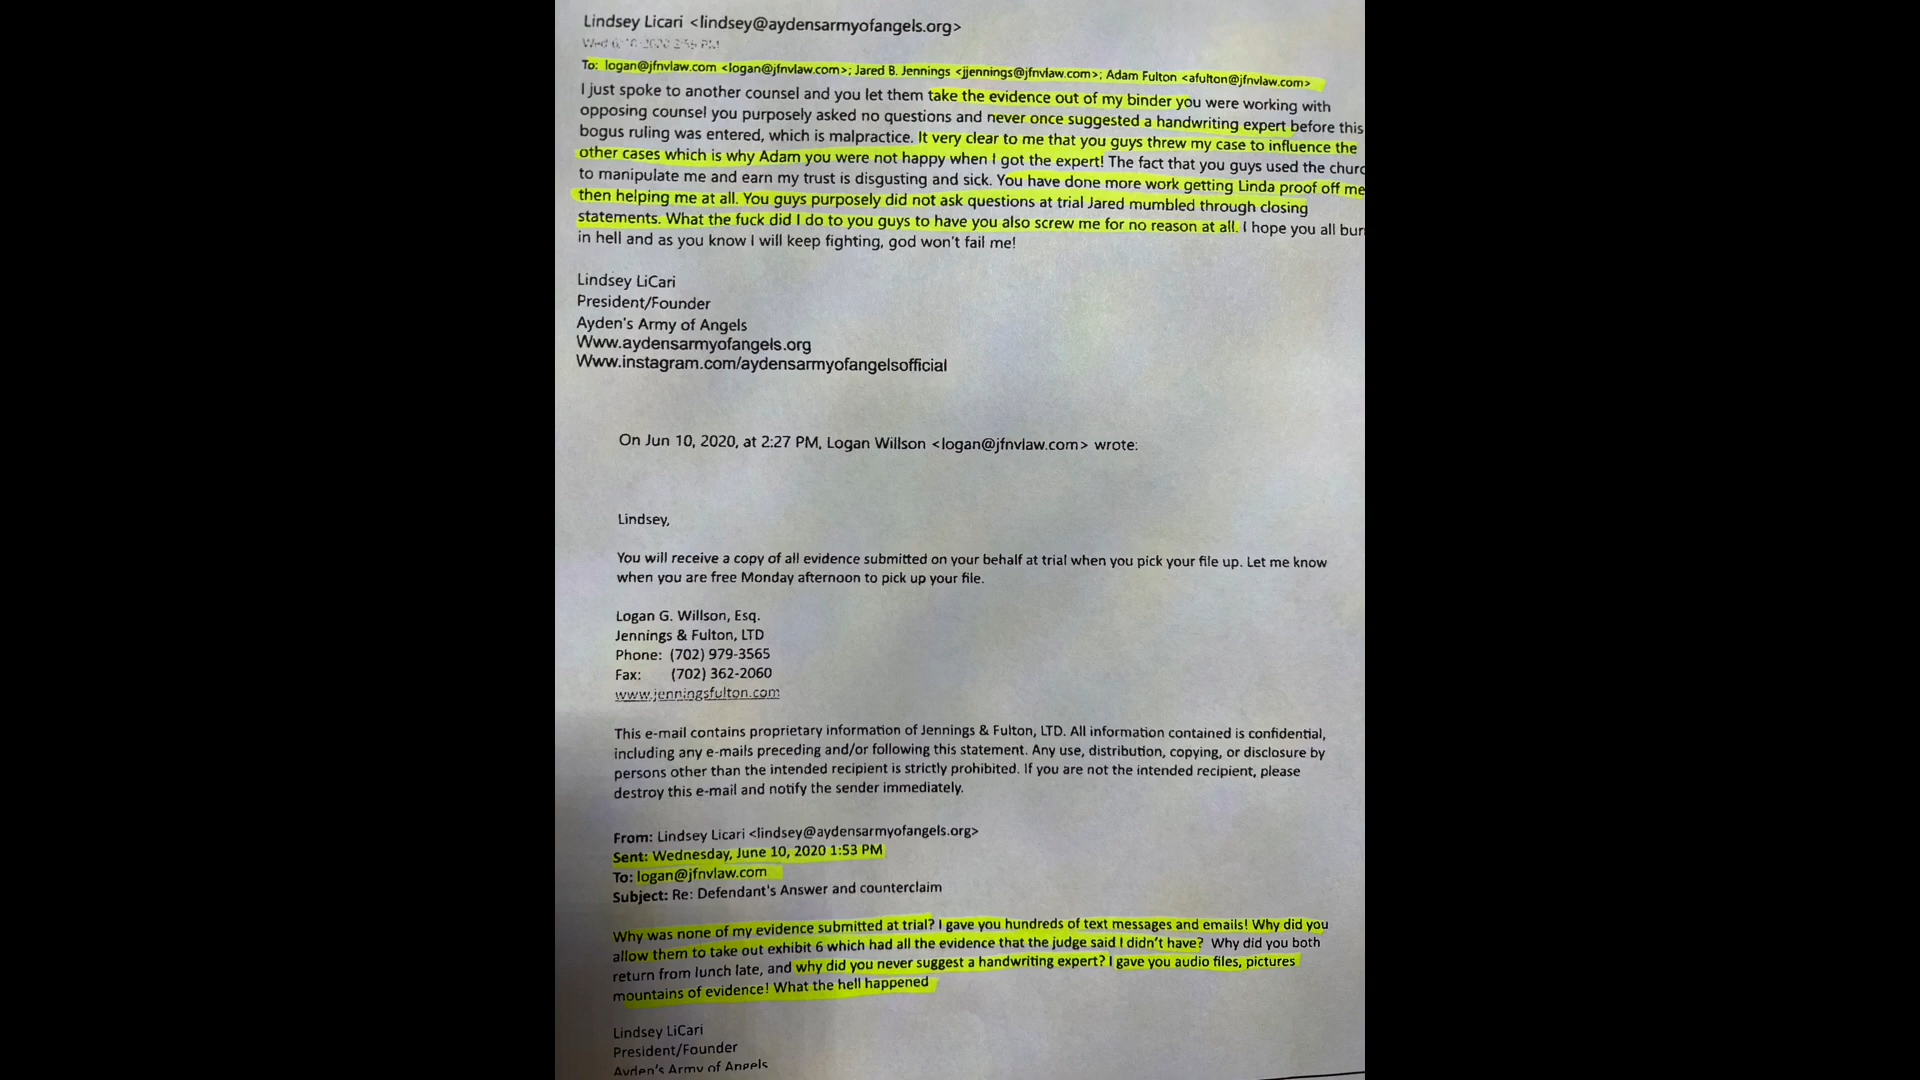 Lindsey Licari <lindsey@aydensarmyofangels.org>
Wed 6/10/2020 2:55 PM
To: logan@jfnvlaw.com <logan@jfnvlaw.com>; Jared B. Jennings <jjennings@jfnvlaw.com>; Adam Fulton <afulton@jfnvlaw.com>
I just spoke to another counsel and you let them take the evidence out of my binder you were working with
opposing counsel you purposely asked no questions and never once suggested a handwriting expert before this
bogus ruling was entered, which is malpractice. It very clear to me that you guys threw my case to influence the
other cases which is why Adam you were not happy when I got the expert! The fact that you guys used the churc
to manipulate me and earn my trust is disgusting and sick. You have done more work getting Linda proof off me
then helping me at all. You guys purposely did not ask questions at trial Jared mumbled through closing
statements. What the fuck did I do to you guys to have you also screw me for no reason at all. I hope you all bur
in hell and as you know I will keep fighting, god won't fail me!
Lindsey LiCari
President/Founder
Ayden's Army of Angels
Www.aydensarmyofangels.org
Www.instagram.com/aydensarmyofangelsofficial
On Jun 10, 2020, at 2:27 PM, Logan Willson <logan@jfnvlaw.com> wrote:
Lindsey,
You will receive a copy of all evidence submitted on your behalf at trial when you pick your file up. Let me know
when you are free Monday afternoon to pick up your file.
Logan G. Willson, Esq.
Jennings & Fulton, LTD
Phone: (702) 979-3565
Fax: (702) 362-2060
www.jenningsfulton.com
This e-mail contains proprietary information of Jennings & Fulton, LTD. All information contained is confidential,
including any e-mails preceding and/or following this statement. Any use, distribution, copying, or disclosure by
persons other than the intended recipient is strictly prohibited. If you are not the intended recipient, please
destroy this e-mail and notify the sender immediately.
From: Lindsey Licari <lindsey@aydensarmyofangels.org>
Sent: Wednesday, June 10, 2020 1:53 PM
To: logan@jfnvlaw.com
Subject: Re: Defendant's Answer and counterclaim
Why was none of my evidence submitted at trial? I gave you hundreds of text messages and emails! Why did you
allow them to take out exhibit 6 which had all the evidence that the judge said I didn't have? Why did you both
return from lunch late, and why did you never suggest a handwriting expert? I gave you audio files, pictures
mountains of evidence! What the hell happened
Lindsey LiCari
President/Founder
Ayden's Army of Angels